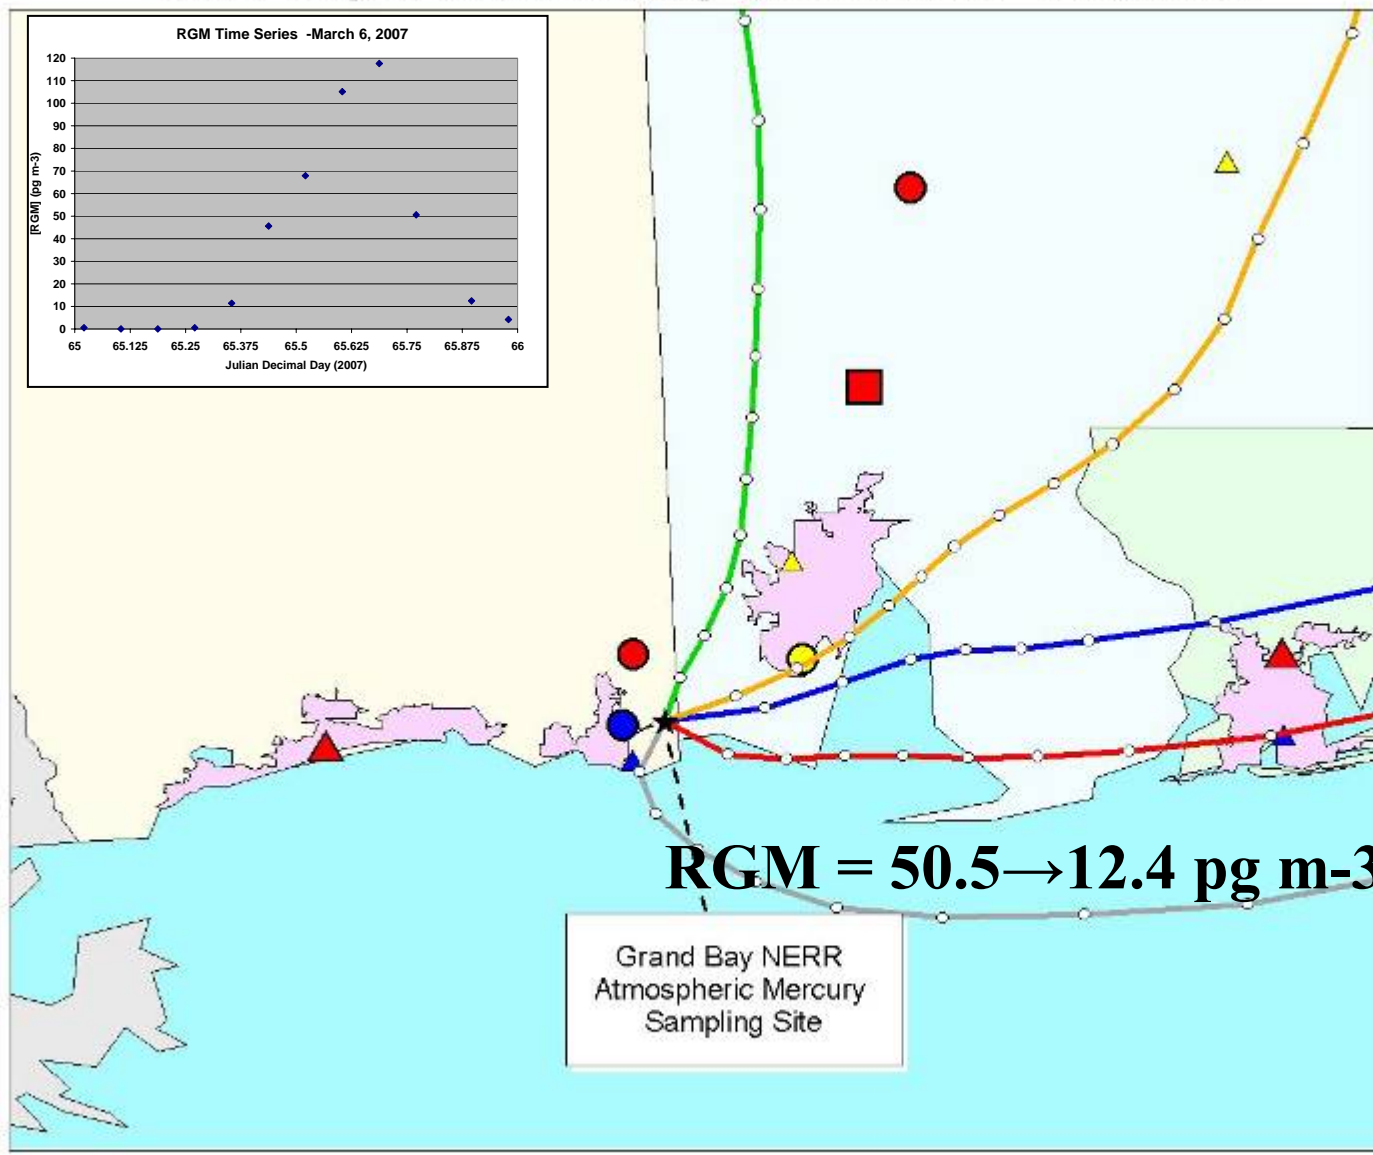 RGM Time Series -March 6, 2007
120
110
100
90
80
70
60
50
40
30
20
10
0
[RGM] (pg m-3)
65 65.125 65.25 65.375 65.5 65.625 65.75 65.875 66
Julian Decimal Day (2007)
RGM = 50.5→12.4 pg m-3
Grand Bay NERR
Atmospheric Mercury
Sampling Site